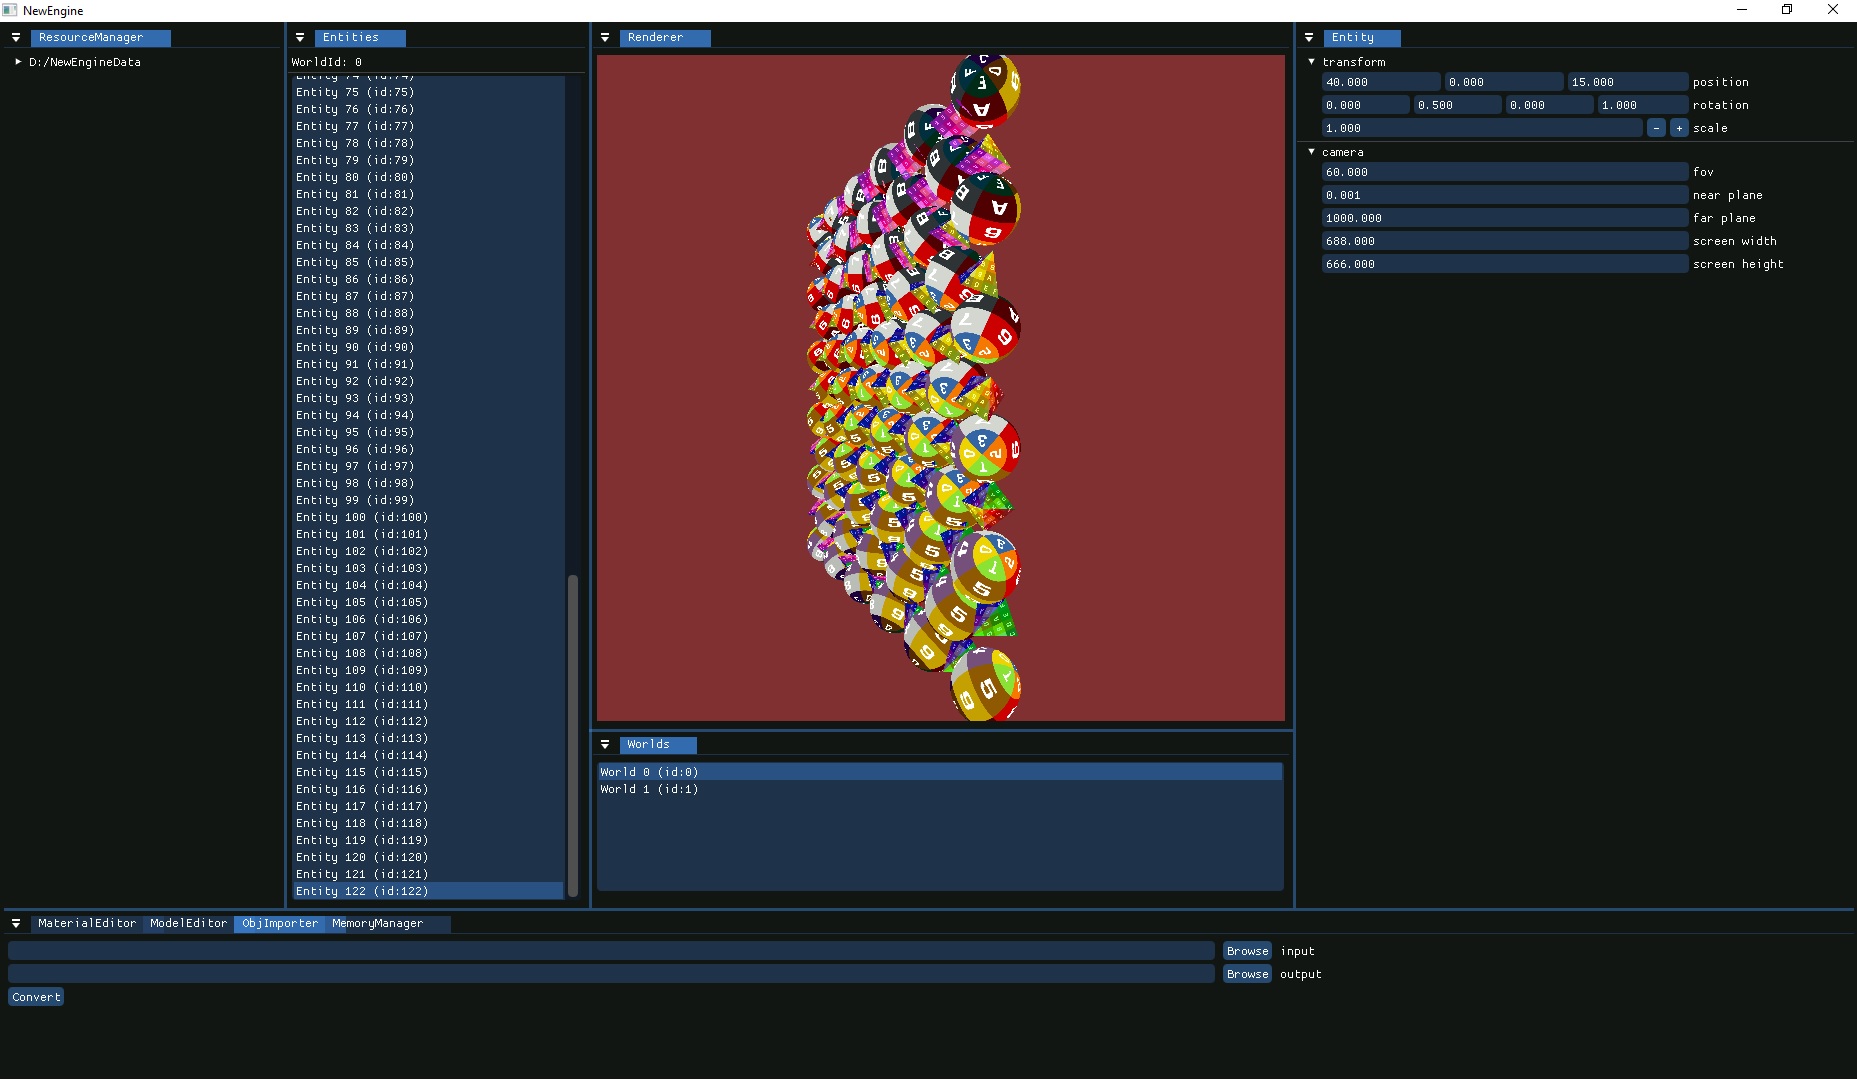 NewEngine
ResourceManager
D:/NewEngineData
Entities
WorldId: 0
Entity 74 (id:74)
Entity 75 (id:75)
Entity 76 (id:76)
Entity 77 (id:77)
Entity 78 (id:78)
Entity 79 (id:79)
Entity 80 (id:80)
Entity 81 (id:81)
Entity 82 (id:82)
Entity 83 (id:83)
Entity 84 (id:84)
Entity 85 (id:85)
Entity 86 (id:86)
Entity 87 (id:87)
Entity 88 (id:88)
Entity 89 (id:89)
Entity 90 (id:90)
Entity 91 (id:91)
Entity 92 (id:92)
Entity 93 (id:93)
Entity 94 (id:94)
Entity 95 (id:95)
Entity 96 (id:96)
Entity 97 (id:97)
Entity 98 (id:98)
Entity 99 (id:99)
Entity 100 (id:100)
Entity 101 (id:101)
Entity 102 (id:102)
Entity 103 (id:103)
Entity 104 (id:104)
Entity 105 (id:105)
Entity 106 (id:106)
Entity 107 (id:107)
Entity 108 (id:108)
Entity 109 (id:109)
Entity 110 (id:110)
Entity 111 (id:111)
Entity 112 (id:112)
Entity 113 (id:113)
Entity 114 (id:114)
Entity 115 (id:115)
Entity 116 (id:116)
Entity 117 (id:117)
Entity 118 (id:118)
Entity 119 (id:119)
Entity 120 (id:120)
Entity 121 (id:121)
Entity 122 (id:122)
Renderer
Worlds
World 0 (id:0)
World 1 (id:1)
Entity
transform
40.000 0.000 15.000 position
0.000 0.500 0.000 1.000 rotation
1.000 - + scale
camera
60.000 fov
0.001 near plane
1000.000 far plane
688.000 screen width
666.000 screen height
MaterialEditor ModelEditor ObjImporter MemoryManager
Browse input
Browse output
Convert